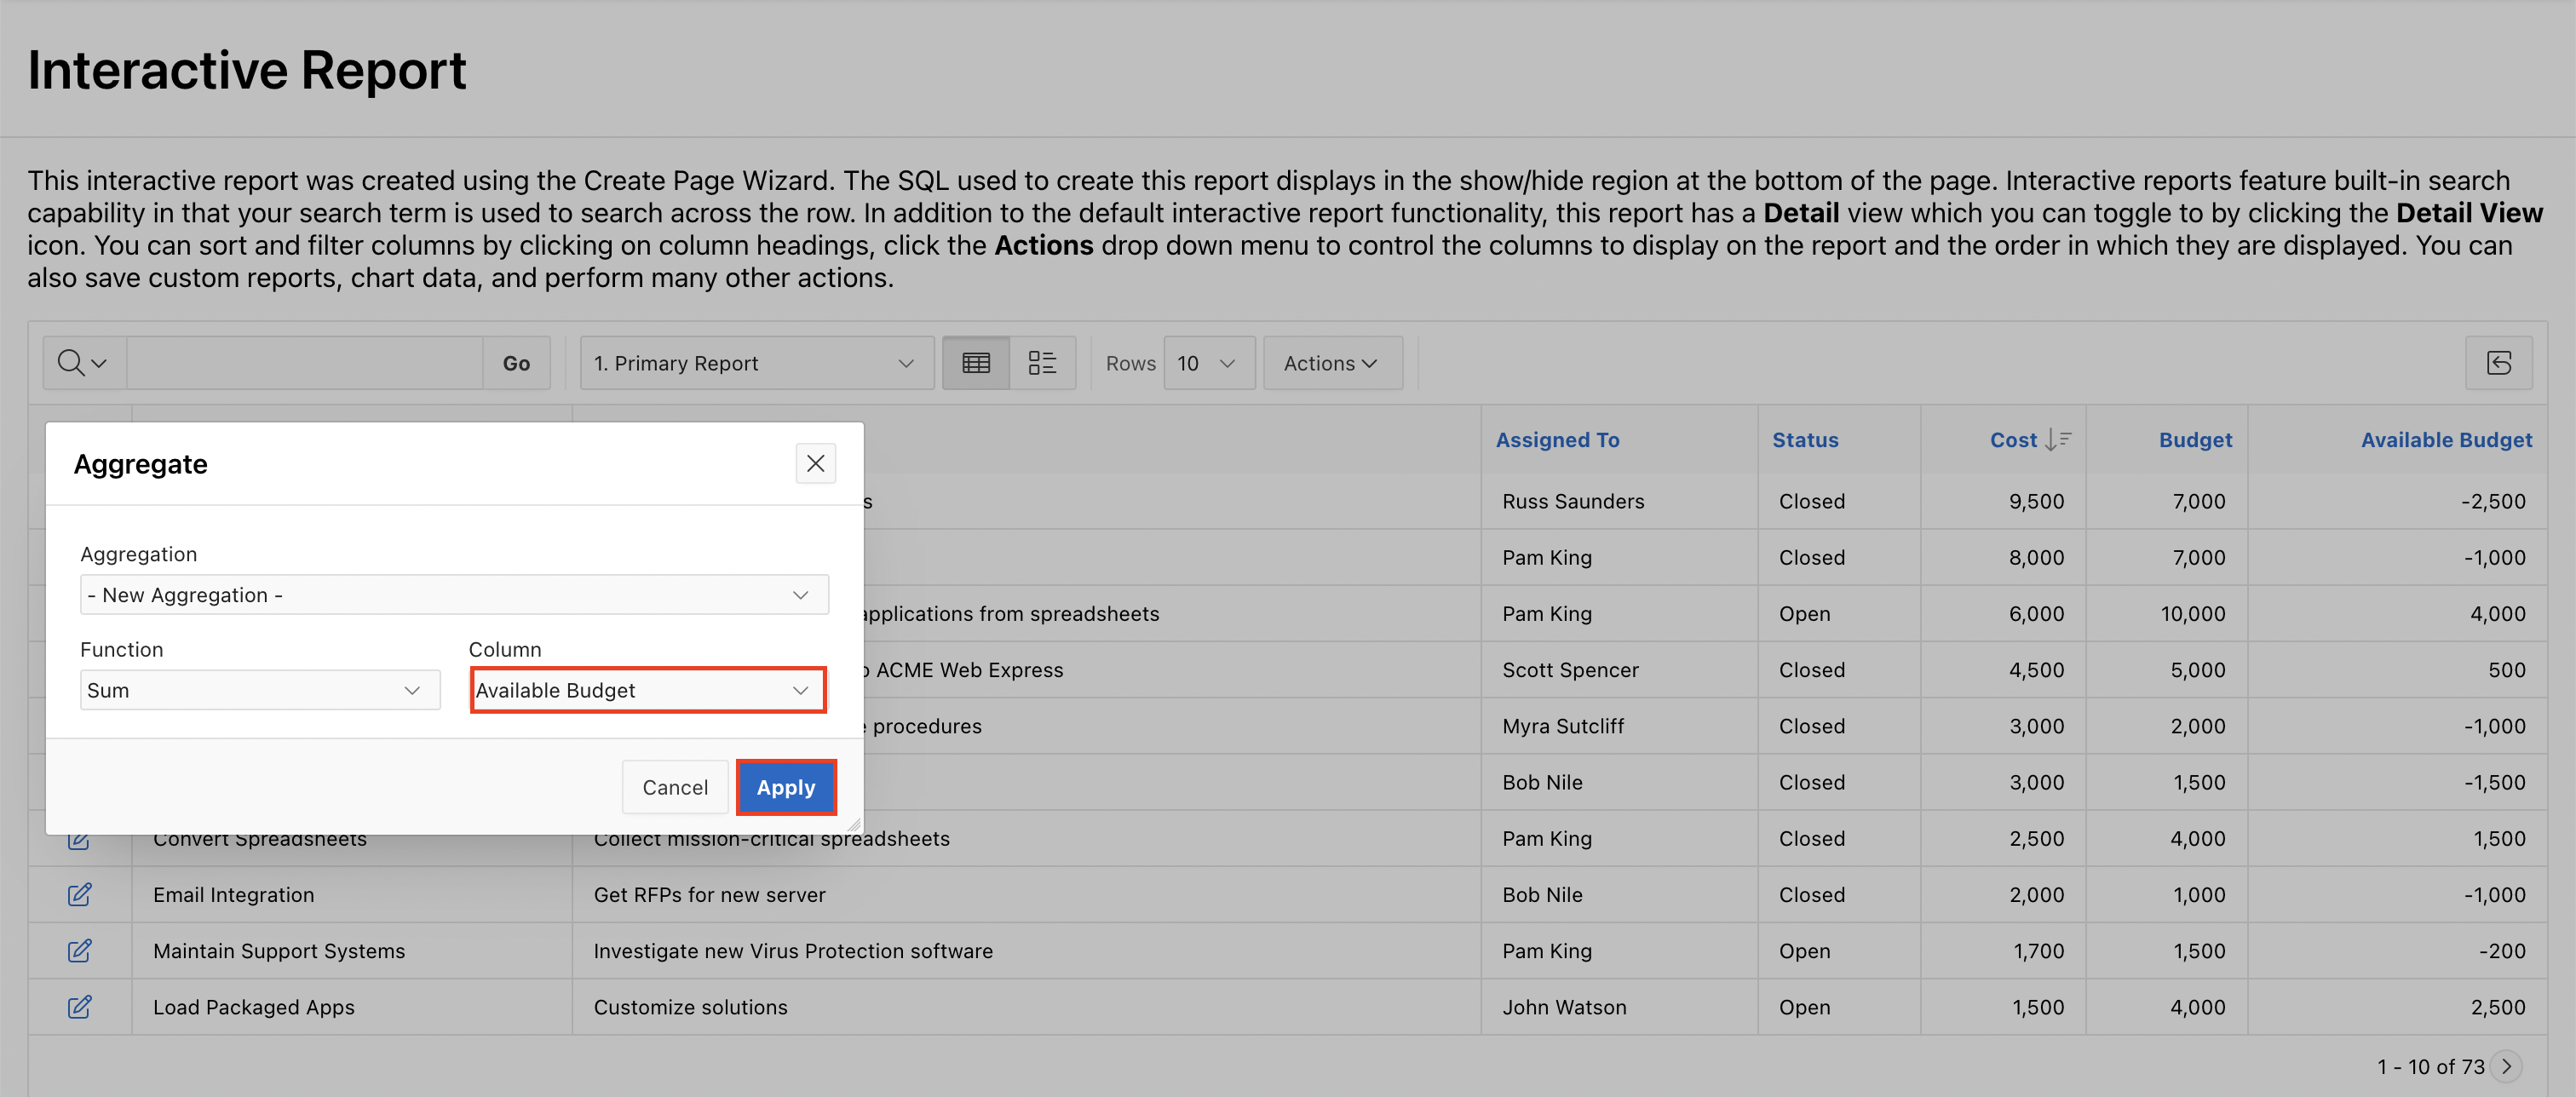 Interactive Report
This interactive report was created using the Create Page Wizard. The SQL used to create this report displays in the show/hide region at the bottom of the page. Interactive reports feature built-in search
capability in that your search term is used to search across the row. In addition to the default interactive report functionality, this report has a Detail view which you can toggle to by clicking the Detail View
icon. You can sort and filter columns by clicking on column headings, click the Actions drop down menu to control the columns to display on the report and the order in which they are displayed. You can
also save custom reports, chart data, and perform many other actions.
Go 1. Primary Report Rows 10 Actions
Assigned To Status Cost Budget Available Budget
Aggregate
Aggregation
- New Aggregation -
Function Column
Sum Available Budget
Cancel Apply
s Russ Saunders Closed 9,500 7,000 -2,500
Pam King Closed 8,000 7,000 -1,000
applications from spreadsheets Pam King Open 6,000 10,000 4,000
ACME Web Express Scott Spencer Closed 4,500 5,000 500
procedures Myra Sutcliff Closed 3,000 2,000 -1,000
Bob Nile Closed 3,000 1,500 -1,500
Convert Spreadsheets Collect mission-critical spreadsheets Pam King Closed 2,500 4,000 1,500
Email Integration Get RFPs for new server Bob Nile Closed 2,000 1,000 -1,000
Maintain Support Systems Investigate new Virus Protection software Pam King Open 1,700 1,500 -200
Load Packaged Apps Customize solutions John Watson Open 1,500 4,000 2,500
1 - 10 of 73